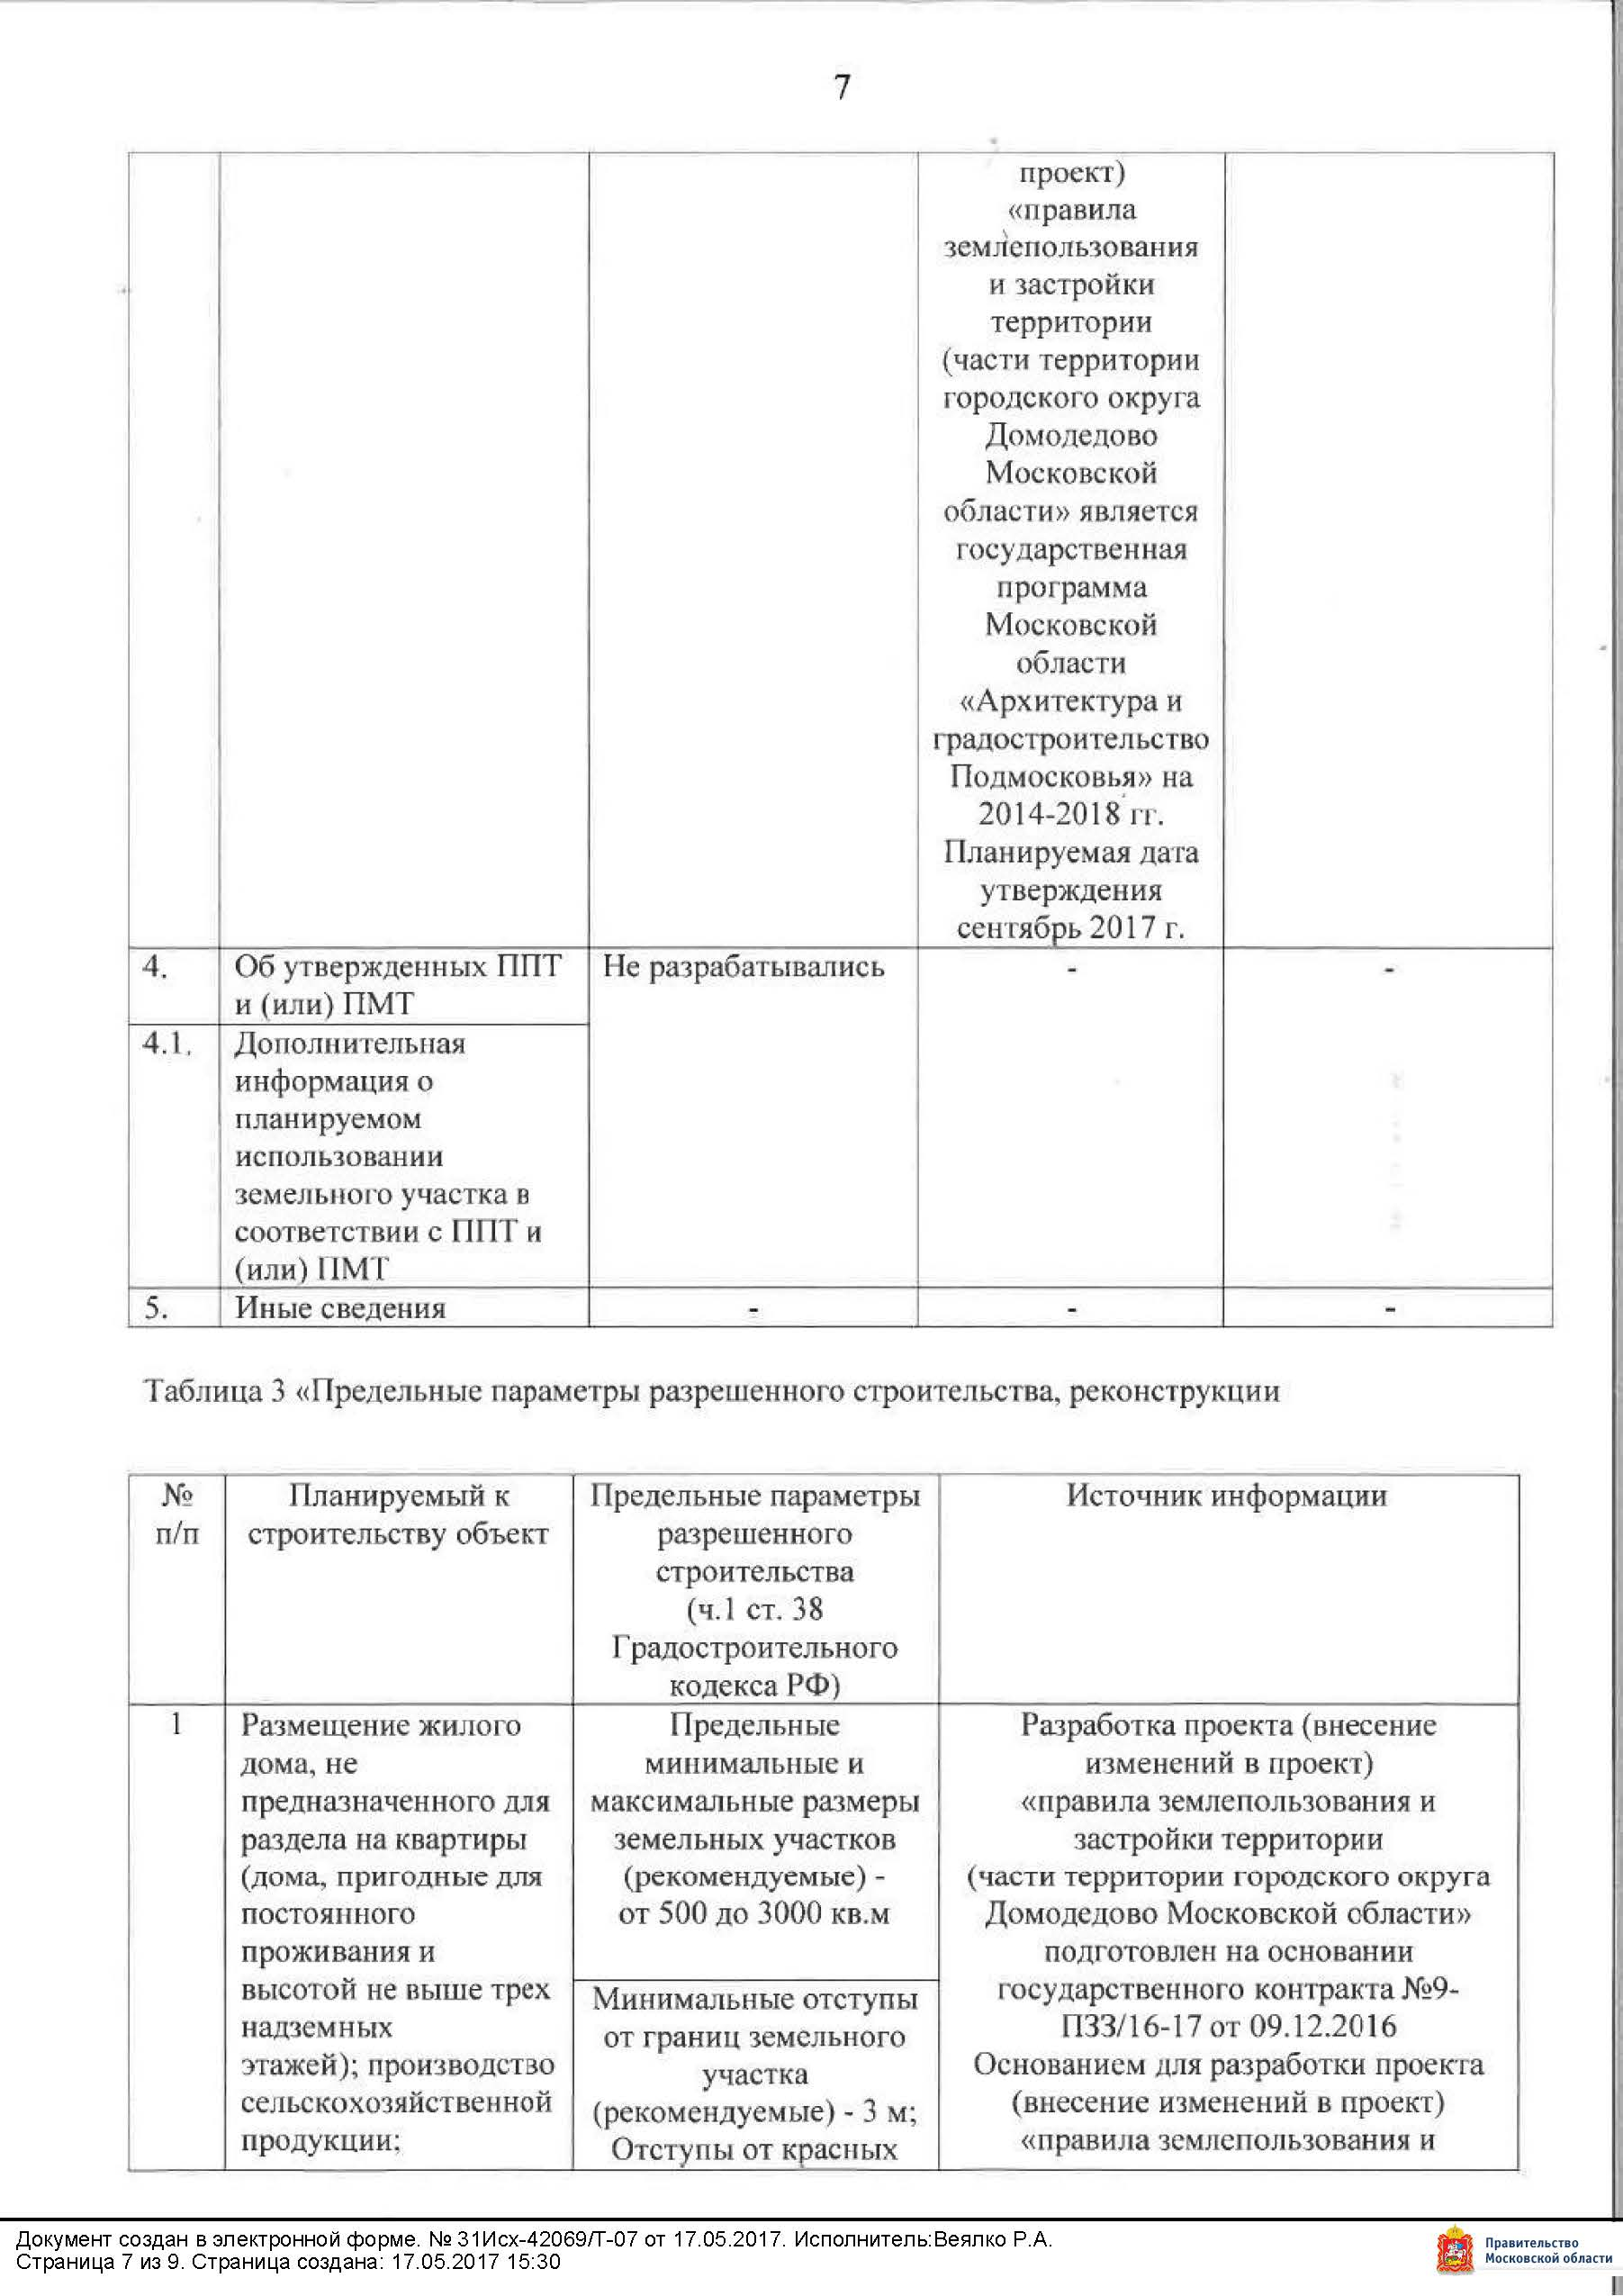 7
проект)
«правила
землепользования
и застройки
территории
(части территории
городского округа
Домодедово
Московской
области» является
государственная
программа
Московской
области
«Архитектура и
градостроительство
Подмосковья» на
2014-2018 гг.
Планируемая дата
утверждения
сентябрь 2017 г.
4.
Об утвержденных ППТ
и (или) ПМТ
Не разрабатывались
-
-
4.1.
Дополнительная
информация о
планируемом
использовании
земельного участка в
соответствии с ППТ и
(или) ПМТ
5.
Иные сведения
-
-
-
Таблица 3 «Предельные параметры разрешенного строительства, реконструкции
№
п/п
Планируемый к
строительству объект
Предельные параметры
разрешенного
строительства
(ч.1 ст. 38
Градостроительного
кодекса РФ)
Источник информации
1
Размещение жилого
дома, не
предназначенного для
раздела на квартиры
(дома, пригодные для
постоянного
проживания и
высотой не выше трех
надземных
этажей); производство
сельскохозяйственной
продукции;
Предельные
минимальные и
максимальные размеры
земельных участков
(рекомендуемые) -
от 500 до 3000 кв.м
Минимальные отступы
от границ земельного
участка
(рекомендуемые) - 3 м;
Отступы от красных
Разработка проекта (внесение
изменений в проект)
«правила землепользования и
застройки территории
(части территории городского округа
Домодедово Московской области»
подготовлен на основании
государственного контракта №9-
ПЗЗ/16-17 от 09.12.2016
Основанием для разработки проекта
(внесение изменений в проект)
«правила землепользования и
Документ создан в электронной форме. № 31Исх-42069/Т-07 от 17.05.2017. Исполнитель:Веялко Р.А.
Страница 7 из 9. Страница создана: 17.05.2017 15:30
Правительство
Московской области